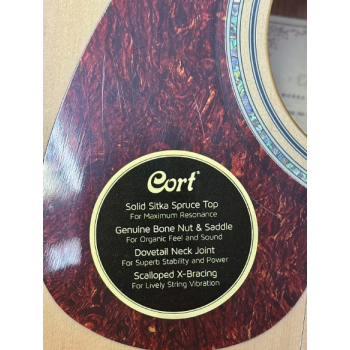 Cort
Solid Sitka Spruce Top
For Maximum Resonance
Genuine Bone Nut & Saddle
For Organic Feel and Sound
Dovetail Neck Joint
For Superb Stability and Power
Scalloped X-Bracing
For Lively String Vibration